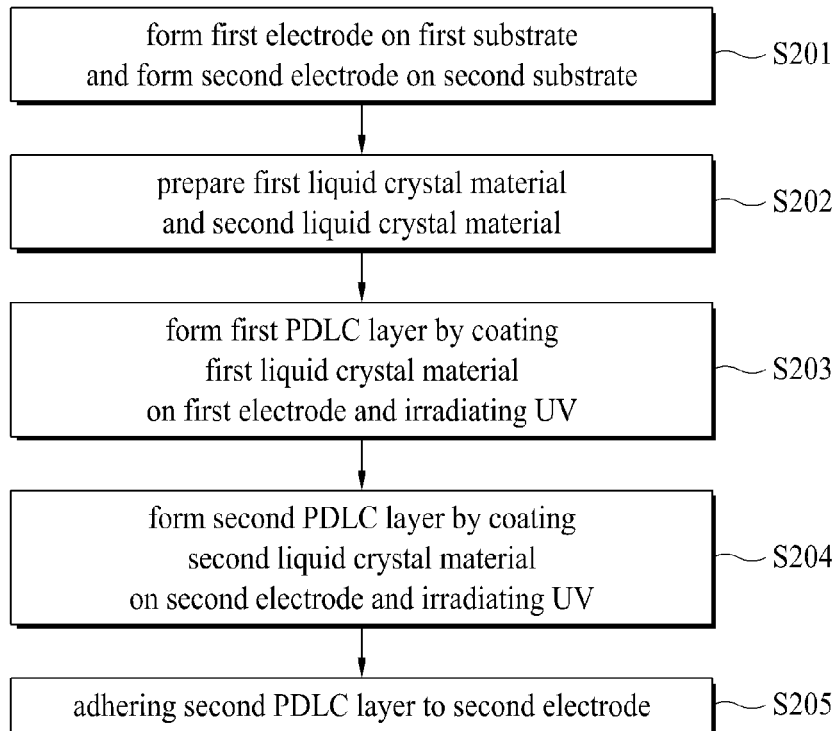 form first electrode on first substrate
and form second electrode on second substrate
S201
prepare first liquid crystal material
and second liquid crystal material
S202
form first PDLC layer by coating
first liquid crystal material
on first electrode and irradiating UV
S203
form second PDLC layer by coating
second liquid crystal material
on second electrode and irradiating UV
S204
adhering second PDLC layer to second electrode
S205